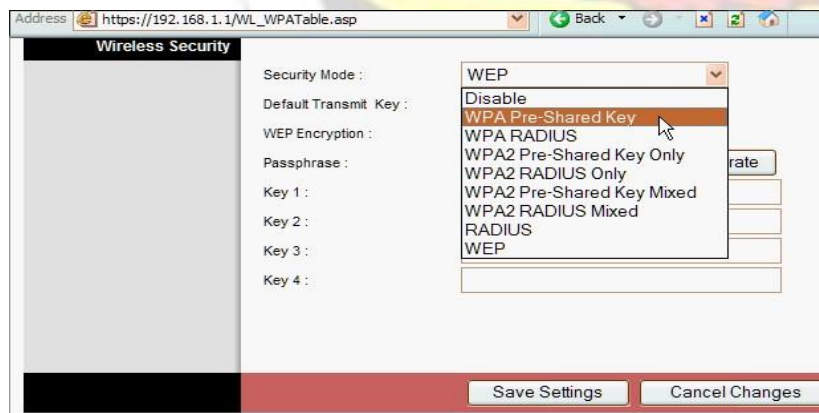 Address https://192.168.1.1/WL_WPATable.asp Back
Wireless Security
Security Mode : WEP
Default Transmit Key :
WEP Encryption :
Passphrase :
Key 1 :
Key 2 :
Key 3 :
Key 4 :
Disable
WPA Pre-Shared Key
WPA RADIUS
WPA2 Pre-Shared Key Only
WPA2 RADIUS Only
WPA2 Pre-Shared Key Mixed
WPA2 RADIUS Mixed
RADIUS
WEP
rate
Save Settings Cancel Changes